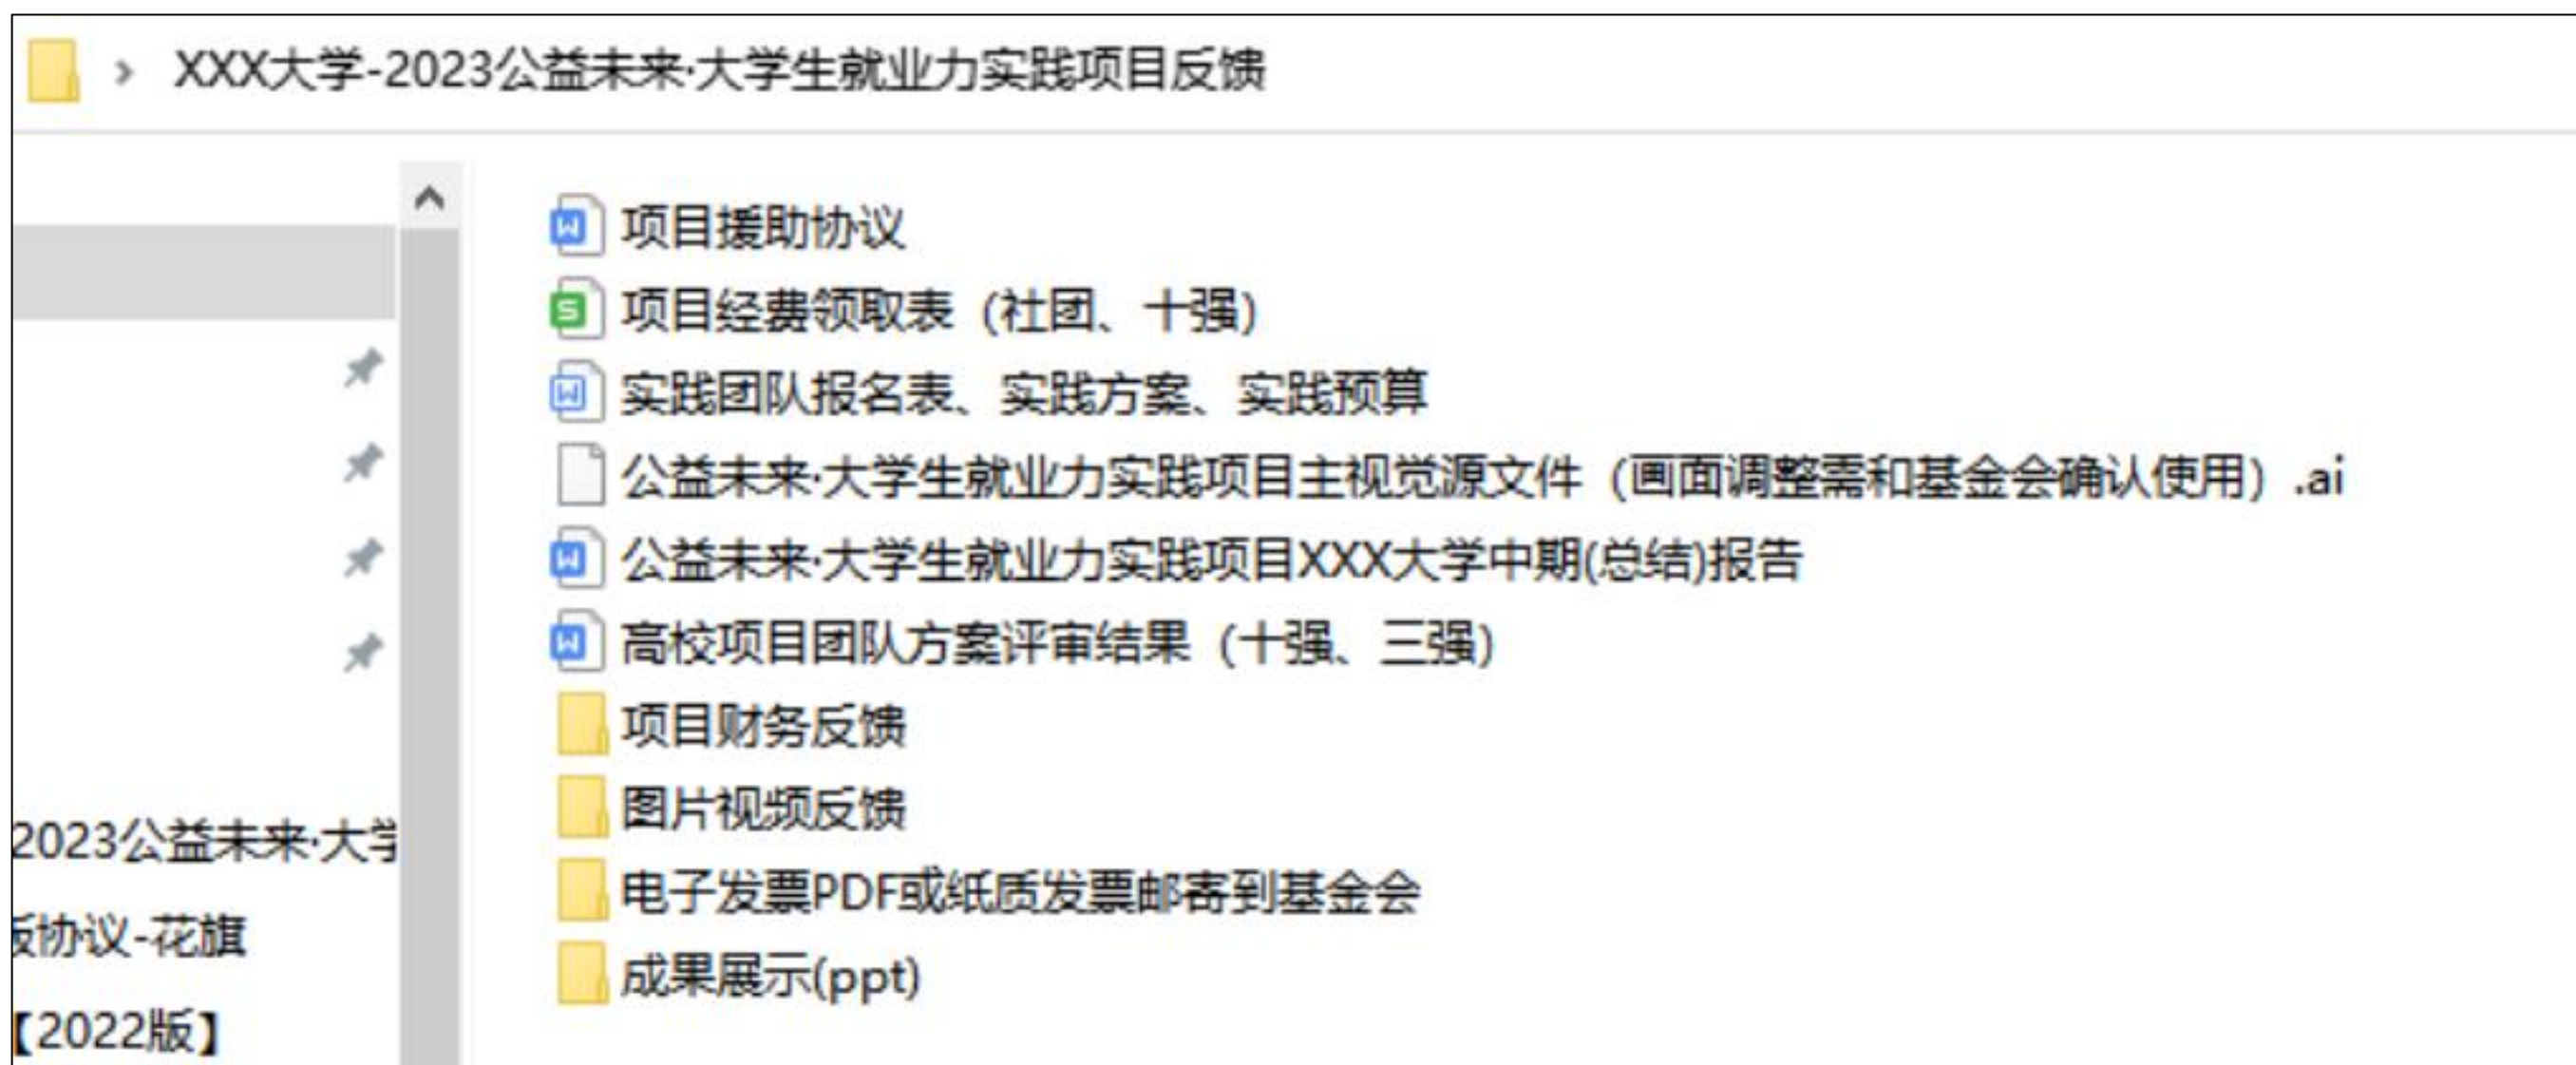 XXX大学-2023公益未来·大学生就业力实践项目反馈
项目援助协议
项目经费领取表（社团、十强）
实践团队报名表、实践方案、实践预算
公益未来·大学生就业力实践项目主视觉源文件（画面调整需和基金会确认使用）.ai
公益未来·大学生就业力实践项目XXX大学中期(总结)报告
高校项目团队方案评审结果（十强、三强）
项目财务反馈
图片视频反馈
电子发票PDF或纸质发票邮寄到基金会
成果展示(ppt)
2023公益未来·大学
版协议-花旗
【2022版】